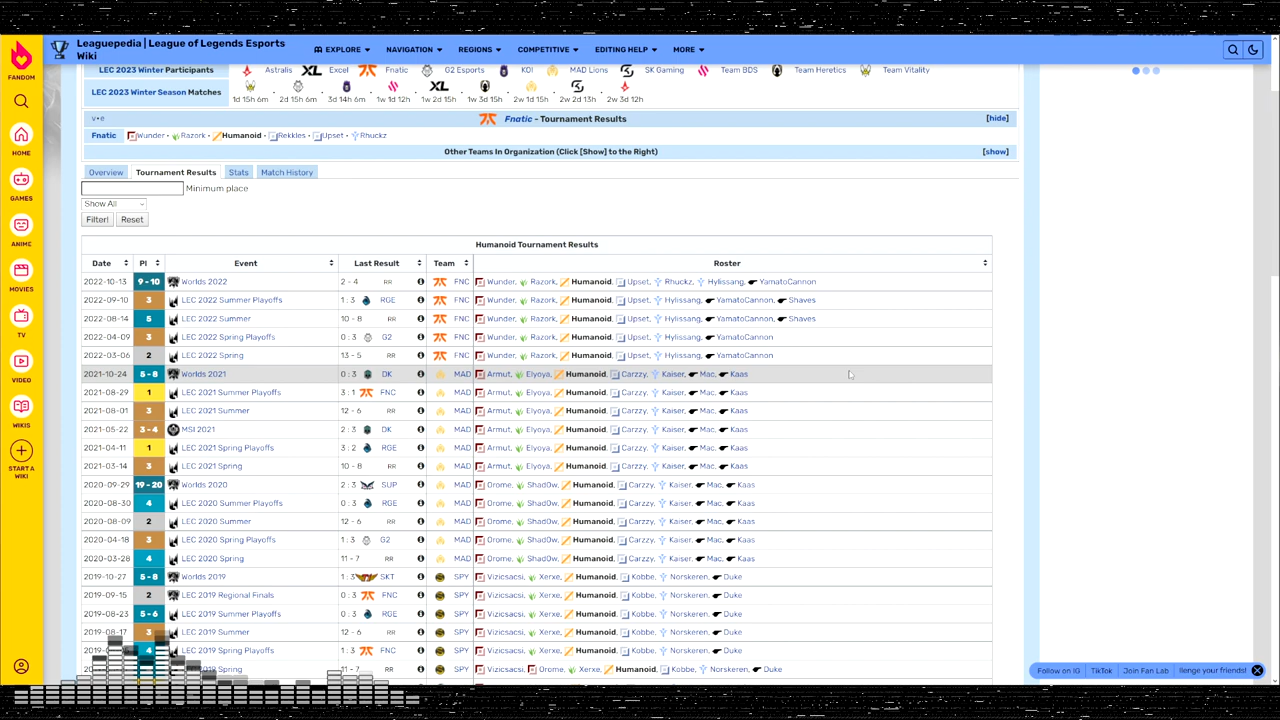 Leaguepedia | League of Legends Esports Wiki
EXPLORE NAVIGATION REGIONS COMPETITIVE EDITING HELP MORE
FANDOM
HOME
GAMES
ANIME
MOVIES
TV
VIDEO
WIKIS
START A WIKI
LEC 2023 Winter Participants Astralis Excel Fnatic G2 Esports KOI MAD Lions SK Gaming Team BDS Team Heretics Team Vitality
LEC 2023 Winter Season Matches
1d 15h 6m 2d 15h 6m 3d 14h 6m 1w 1d 12h 1w 2d 15h 1w 3d 15h 2w 1d 15h 2w 2d 13h 2w 3d 12h
v•e Fnatic - Tournament Results [hide]
Fnatic Wunder • Razork • Humanoid • Rekkles • Upset • Rhuckz
Other Teams In Organization (Click [Show] to the Right) [show]
Overview Tournament Results Stats Match History
Minimum place
Show All
Filter! Reset
Humanoid Tournament Results
Date Pl Event Last Result Team Roster
2022-10-13 9 - 10 Worlds 2022 2 - 4 RR FNC Wunder, Razork, Humanoid, Upset, Rhuckz, Hylissang, YamatoCannon
2022-09-10 3 LEC 2022 Summer Playoffs 1 : 3 RGE FNC Wunder, Razork, Humanoid, Upset, Hylissang, YamatoCannon, Shaves
2022-08-14 5 LEC 2022 Summer 10 - 8 RR FNC Wunder, Razork, Humanoid, Upset, Hylissang, YamatoCannon, Shaves
2022-04-09 3 LEC 2022 Spring Playoffs 0 : 3 G2 FNC Wunder, Razork, Humanoid, Upset, Hylissang, YamatoCannon
2022-03-06 2 LEC 2022 Spring 13 - 5 RR FNC Wunder, Razork, Humanoid, Upset, Hylissang, YamatoCannon
2021-10-24 5 - 8 Worlds 2021 0 : 3 DK MAD Armut, Elyoya, Humanoid, Carzzy, Kaiser, Mac, Kaas
2021-08-29 1 LEC 2021 Summer Playoffs 3 : 1 FNC MAD Armut, Elyoya, Humanoid, Carzzy, Kaiser, Mac, Kaas
2021-08-01 3 LEC 2021 Summer 12 - 6 RR MAD Armut, Elyoya, Humanoid, Carzzy, Kaiser, Mac, Kaas
2021-05-22 3 - 4 MSI 2021 2 : 3 DK MAD Armut, Elyoya, Humanoid, Carzzy, Kaiser, Mac, Kaas
2021-04-11 1 LEC 2021 Spring Playoffs 3 : 2 RGE MAD Armut, Elyoya, Humanoid, Carzzy, Kaiser, Mac, Kaas
2021-03-14 3 LEC 2021 Spring 10 - 8 RR MAD Armut, Elyoya, Humanoid, Carzzy, Kaiser, Mac, Kaas
2020-09-29 19 - 20 Worlds 2020 2 : 3 SUP MAD Orome, Shad0w, Humanoid, Carzzy, Kaiser, Mac, Kaas
2020-08-30 4 LEC 2020 Summer Playoffs 0 : 3 RGE MAD Orome, Shad0w, Humanoid, Carzzy, Kaiser, Mac, Kaas
2020-08-09 2 LEC 2020 Summer 12 - 6 RR MAD Orome, Shad0w, Humanoid, Carzzy, Kaiser, Mac, Kaas
2020-04-18 3 LEC 2020 Spring Playoffs 1 : 3 G2 MAD Orome, Shad0w, Humanoid, Carzzy, Kaiser, Mac, Kaas
2020-03-28 4 LEC 2020 Spring 11 - 7 RR MAD Orome, Shad0w, Humanoid, Carzzy, Kaiser, Mac, Kaas
2019-10-27 5 - 8 Worlds 2019 1 : 3 SKT SPY Vizicsacsi, Xerxe, Humanoid, Kobbe, Norskeren, Duke
2019-09-15 2 LEC 2019 Regional Finals 0 : 3 FNC SPY Vizicsacsi, Xerxe, Humanoid, Kobbe, Norskeren, Duke
2019-08-23 5 - 6 LEC 2019 Summer Playoffs 0 : 3 RGE SPY Vizicsacsi, Xerxe, Humanoid, Kobbe, Norskeren, Duke
2019-08-17 3 LEC 2019 Summer 12 - 6 RR SPY Vizicsacsi, Xerxe, Humanoid, Kobbe, Norskeren, Duke
4 LEC 2019 Spring Playoffs 1 : 3 FNC SPY Vizicsacsi, Xerxe, Humanoid, Kobbe, Norskeren, Duke
2019 Spring 11 - 7 RR SPY Vizicsacsi, Orome, Xerxe, Humanoid, Kobbe, Norskeren, Duke
Follow on IG TikTok Join Fan Lab llenge your friends!